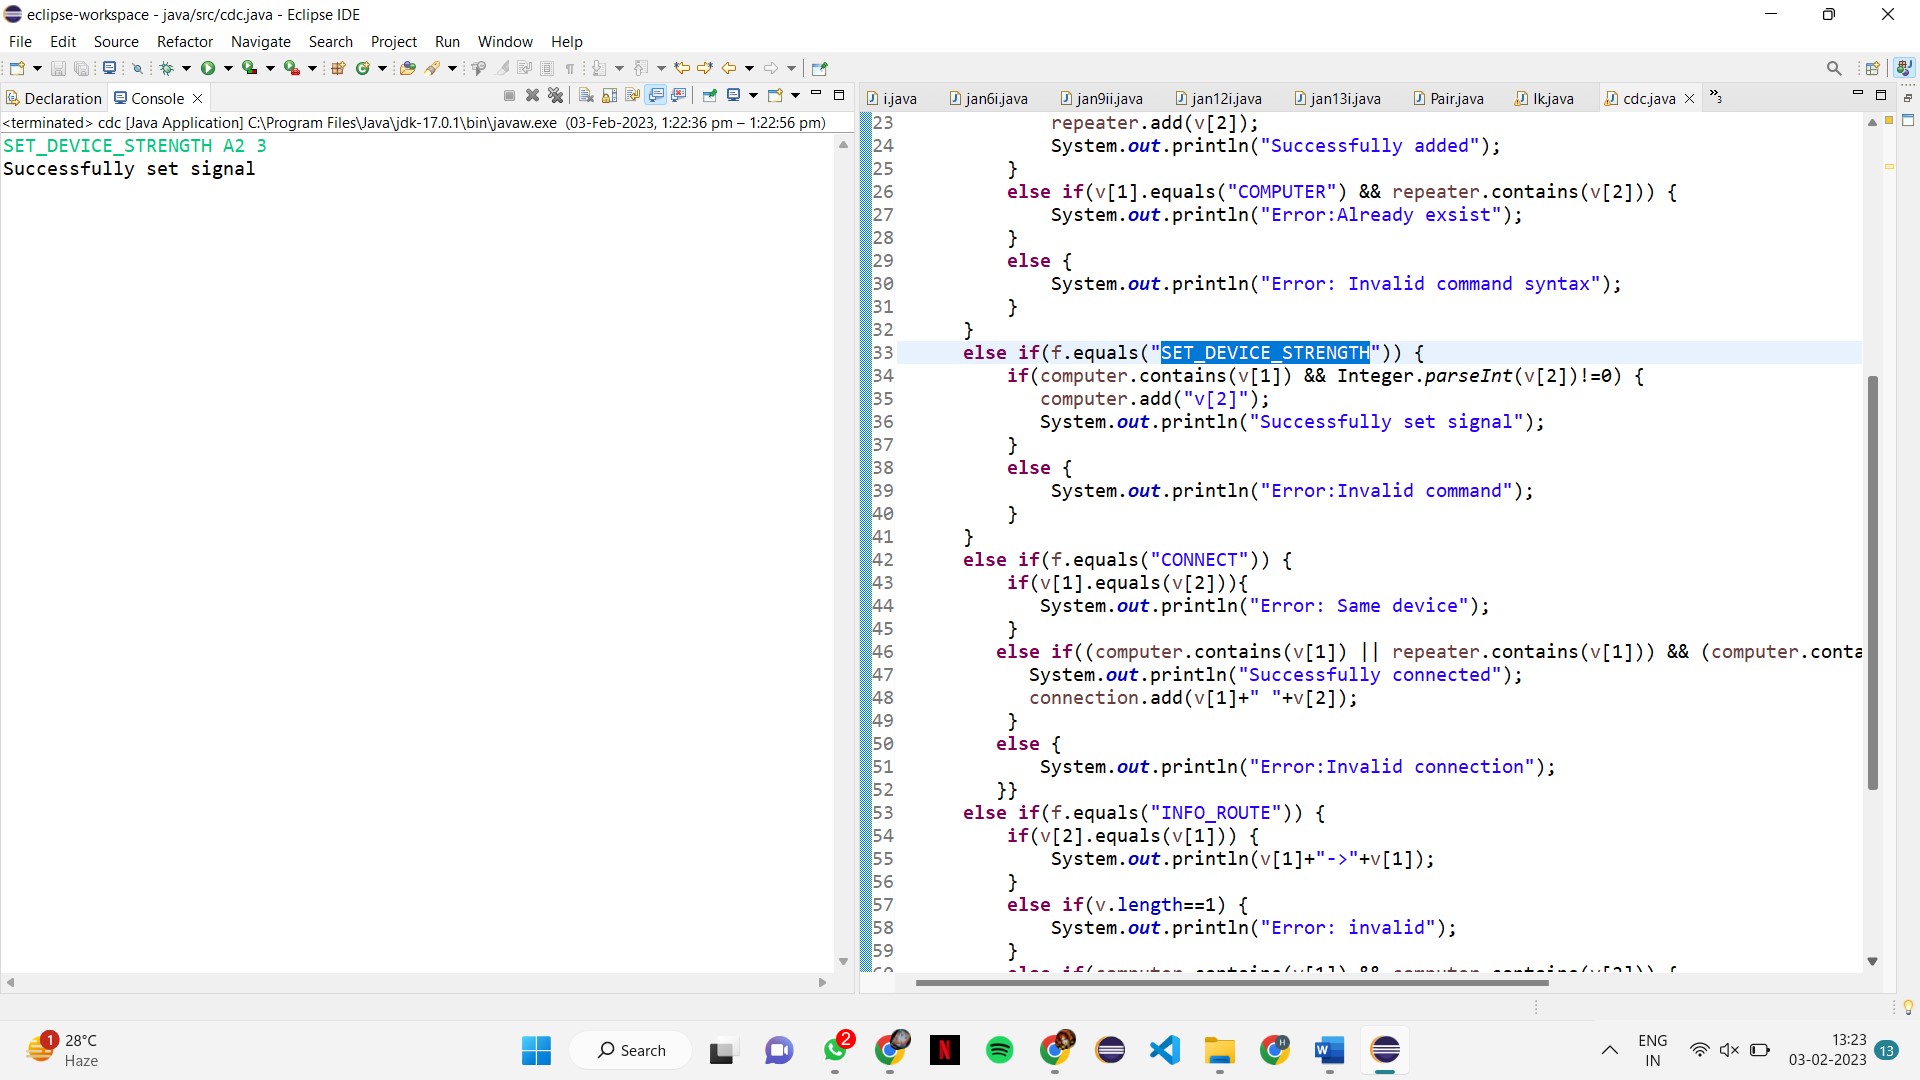 eclipse-workspace - java/src/cdc.java - Eclipse IDE
File Edit Source Refactor Navigate Search Project Run Window Help
Declaration Console
<terminated> cdc [Java Application] C:\Program Files\Java\jdk-17.0.1\bin\javaw.exe (03-Feb-2023, 1:22:36 pm – 1:22:56 pm)
SET_DEVICE_STRENGTH A2 3
Successfully set signal
i.java jan6i.java jan9ii.java jan12i.java jan13i.java Pair.java lk.java cdc.java »3
23 repeater.add(v[2]);
24 System.out.println("Successfully added");
25 }
26 else if(v[1].equals("COMPUTER") && repeater.contains(v[2])) {
27 System.out.println("Error:Already exsist");
28 }
29 else {
30 System.out.println("Error: Invalid command syntax");
31 }
32 }
33 else if(f.equals("SET_DEVICE_STRENGTH")) {
34 if(computer.contains(v[1]) && Integer.parseInt(v[2])!=0) {
35 computer.add("v[2]");
36 System.out.println("Successfully set signal");
37 }
38 else {
39 System.out.println("Error:Invalid command");
40 }
41 }
42 else if(f.equals("CONNECT")) {
43 if(v[1].equals(v[2])){
44 System.out.println("Error: Same device");
45 }
46 else if((computer.contains(v[1]) || repeater.contains(v[1])) && (computer.conta
47 System.out.println("Successfully connected");
48 connection.add(v[1]+" "+v[2]);
49 }
50 else {
51 System.out.println("Error:Invalid connection");
52 }}
53 else if(f.equals("INFO_ROUTE")) {
54 if(v[2].equals(v[1])) {
55 System.out.println(v[1]+"->"+v[1]);
56 }
57 else if(v.length==1) {
58 System.out.println("Error: invalid");
59 }
1 28°C
Haze
Search
2
ENG
IN
13:23
03-02-2023
13